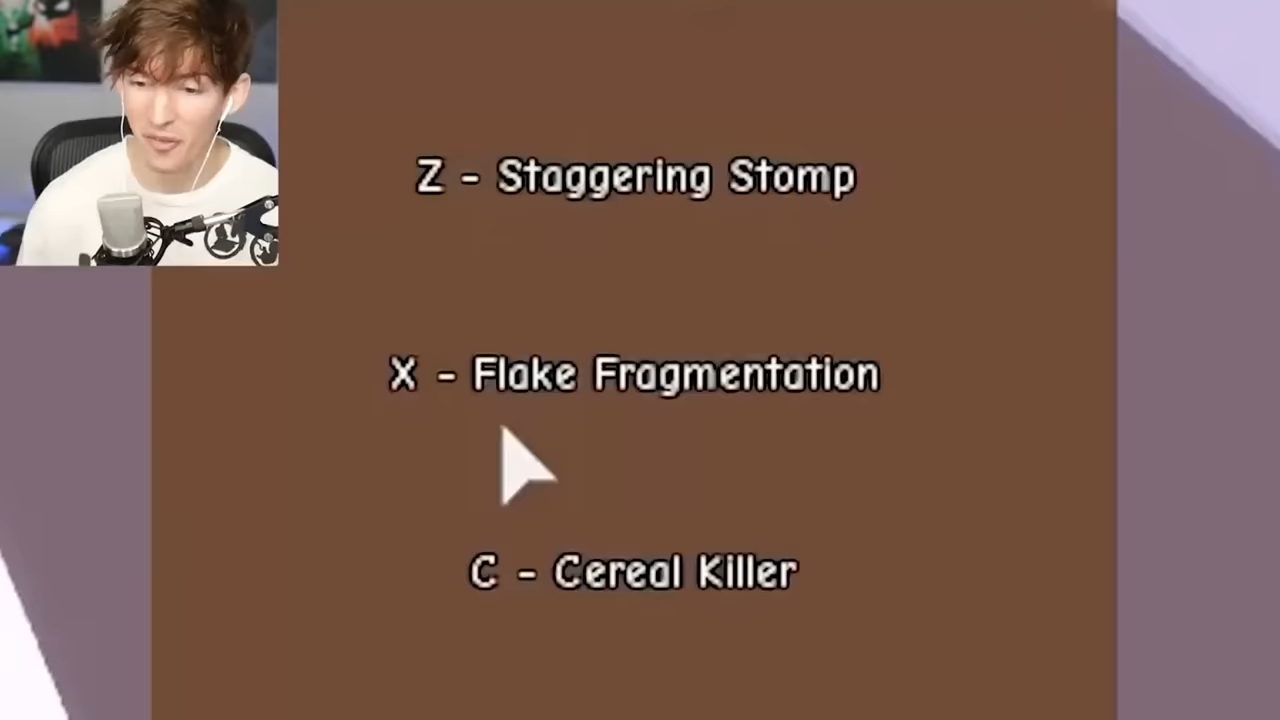 Z - Staggering Stomp
X - Flake Fragmentation
C - Cereal Killer